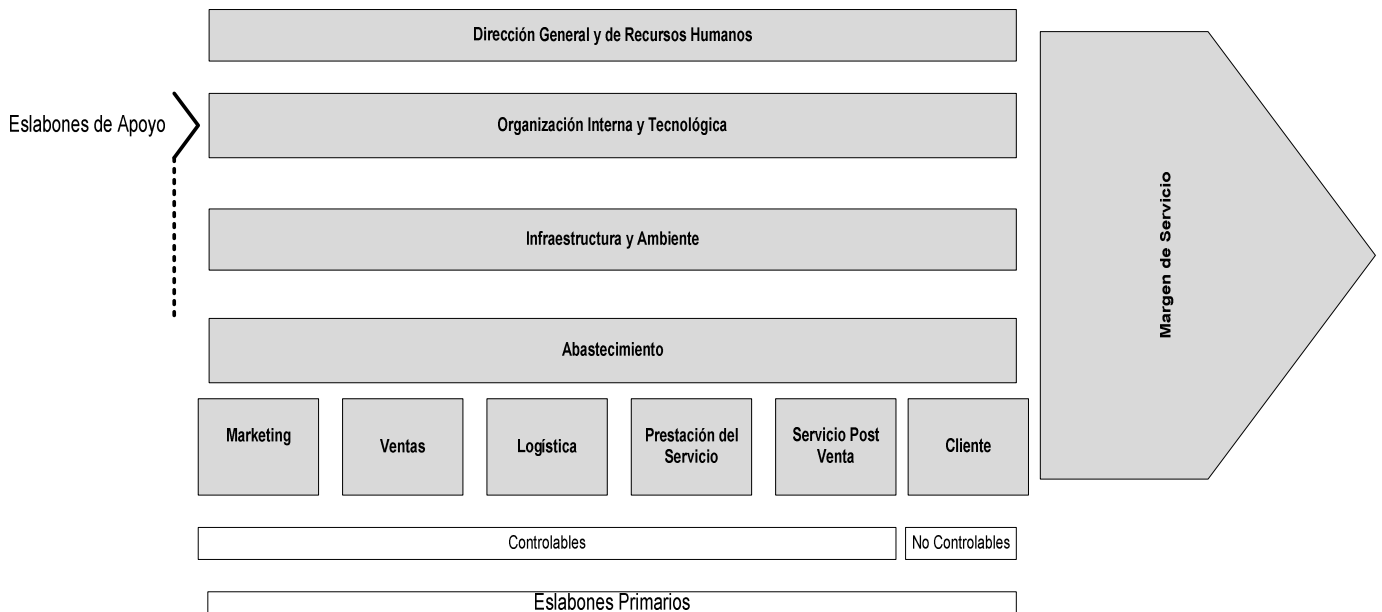 Dirección General y de Recursos Humanos
Eslabones de Apoyo
Organización Interna y Tecnológica
Infraestructura y Ambiente
Margen de Servicio
Abastecimiento
Marketing
Ventas
Logística
Prestación del
Servicio
Servicio Post
Venta
Cliente
Controlables
No Controlables
Eslabones Primarios